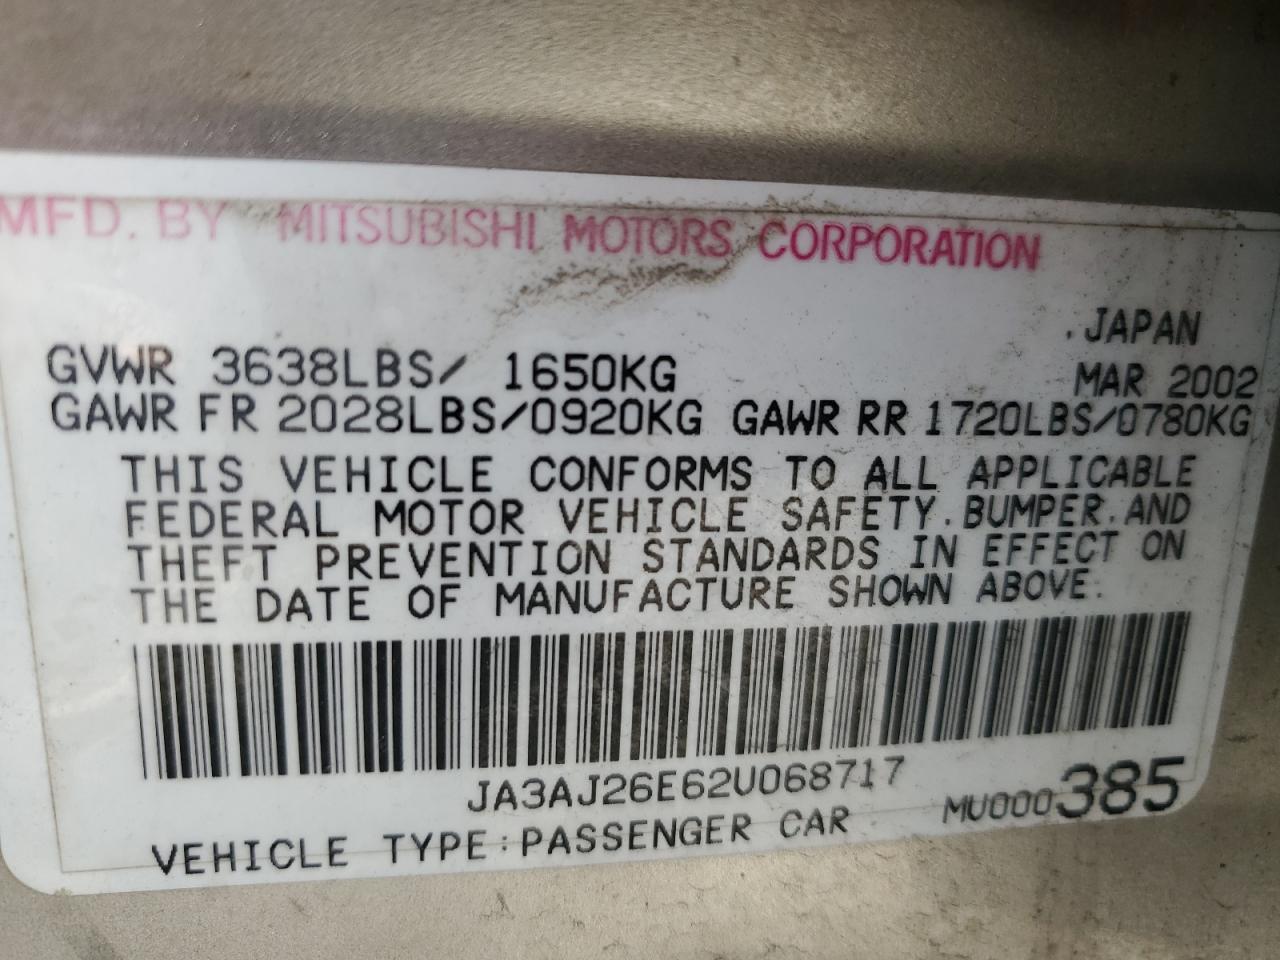 MFD. BY MITSUBISHI MOTORS CORPORATION
JAPAN
GVWR 3638LBS/ 1650KG MAR 2002
GAWR FR 2028LBS/0920KG GAWR RR 1720LBS/0780KG
THIS VEHICLE CONFORMS TO ALL APPLICABLE
FEDERAL MOTOR VEHICLE SAFETY, BUMPER, AND
THEFT PREVENTION STANDARDS IN EFFECT ON
THE DATE OF MANUFACTURE SHOWN ABOVE.
JA3AJ26E62U068717
MU000385
VEHICLE TYPE:PASSENGER CAR